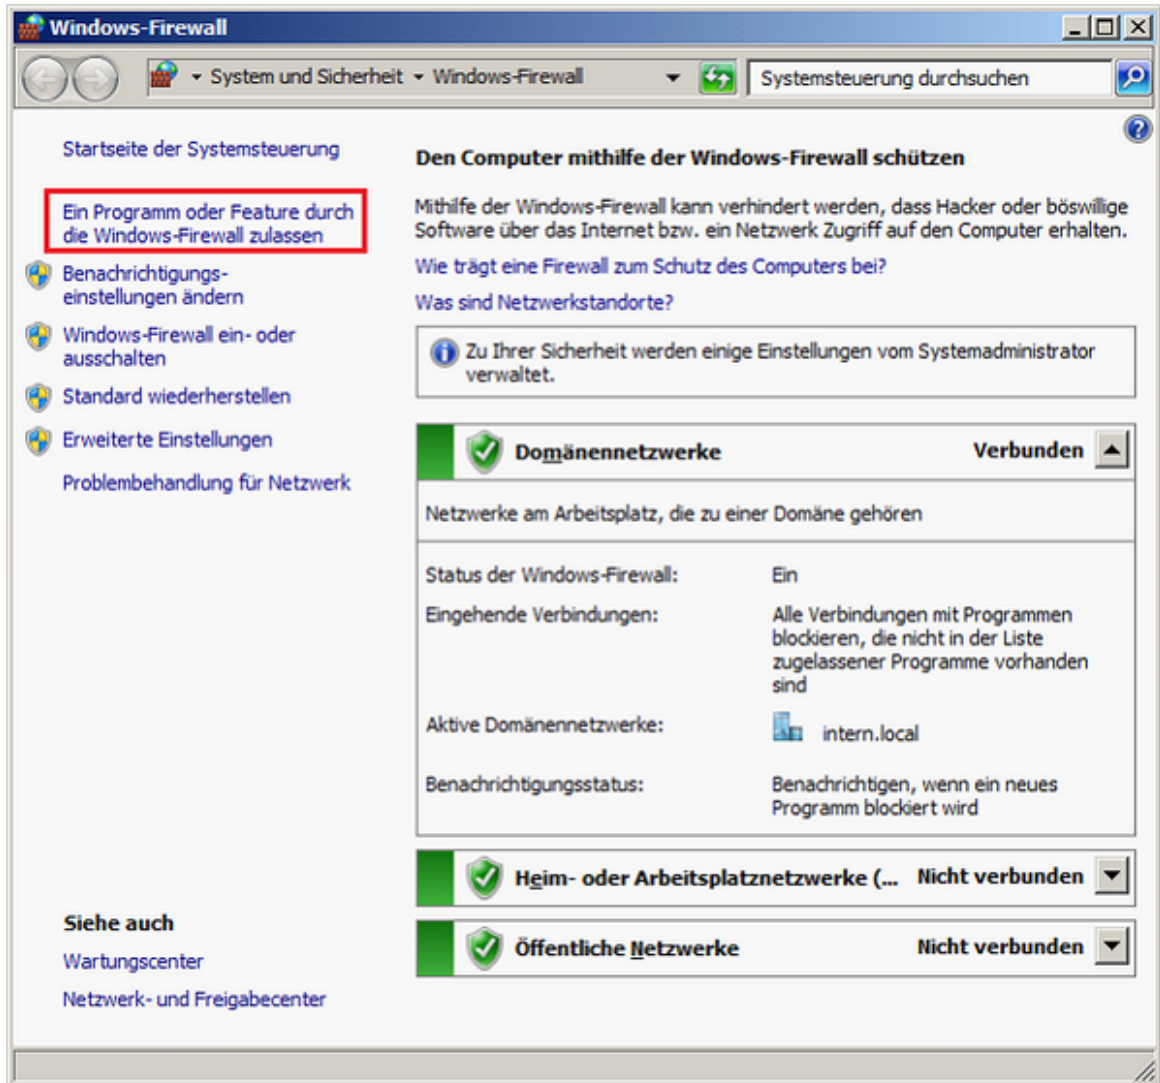 Windows-Firewall
System und Sicherheit
Windows-Firewall
Systemsteuerung durchsuchen
Startseite der Systemsteuerung
Ein Programm oder Feature durch
die Windows-Firewall zulassen
Benachrichtigungs-
einstellungen ändern
Windows-Firewall ein- oder
ausschalten
Standard wiederherstellen
Erweiterte Einstellungen
Problembehandlung für Netzwerk
Siehe auch
Wartungscenter
Netzwerk- und Freigabecenter
Den Computer mithilfe der Windows-Firewall schützen
Mithilfe der Windows-Firewall kann verhindert werden, dass Hacker oder böswillige
Software über das Internet bzw. ein Netzwerk Zugriff auf den Computer erhalten.
Wie trägt eine Firewall zum Schutz des Computers bei?
Was sind Netzwerkstandorte?
Zu Ihrer Sicherheit werden einige Einstellungen vom Systemadministrator
verwaltet.
Domänennetzwerke Verbunden
Netzwerke am Arbeitsplatz, die zu einer Domäne gehören
Status der Windows-Firewall: Ein
Eingehende Verbindungen: Alle Verbindungen mit Programmen
blockieren, die nicht in der Liste
zugelassener Programme vorhanden
sind
Aktive Domänennetzwerke: intern.local
Benachrichtigungsstatus: Benachrichtigen, wenn ein neues
Programm blockiert wird
Heim- oder Arbeitsplatznetzwerke (... Nicht verbunden
Öffentliche Netzwerke Nicht verbunden